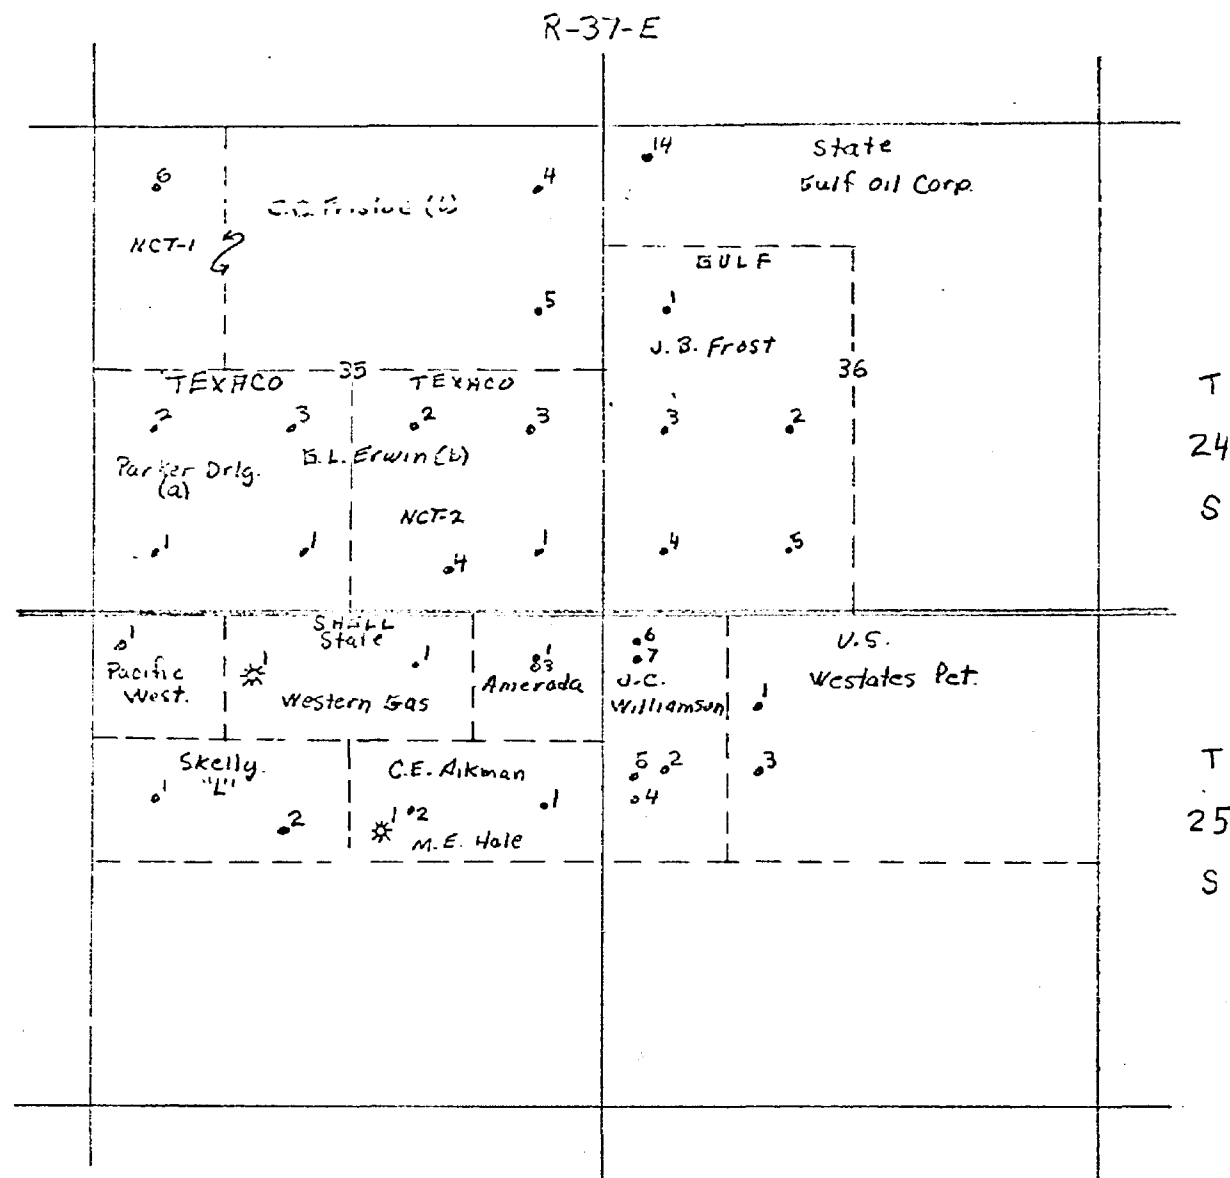 R-37-E
14
State
Gulf Oil Corp.
6
4
NCT-1
5
GULF
1
J. B. Frost
35
36
TEXACO
TEXACO
2
3
2
3
3
2
Parker Drlg.
(a)
G.L. Erwin (b)
NCT-2
1
1
4
1
4
5
T
24
S
SHELL
State
1
Pacific
West.
1
1
Western Gas
1
3
Amerada
6
7
J.C.
Williamson
U.S.
Westates Pet.
1
Skelly
"L"
1
2
C.E. Aikman
1
2
1
M.E. Hale
5
2
4
3
T
25
S